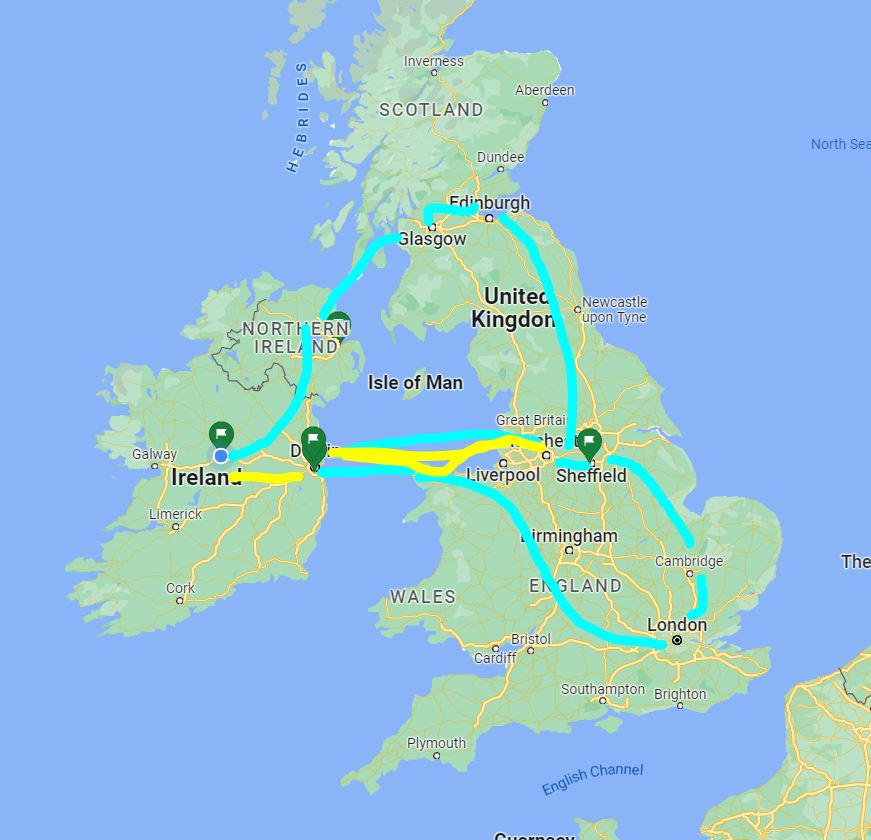 Inverness
Aberdeen
SCOTLAND
HEBRIDES
North Sea
Dundee
Edinburgh
Glasgow
United
Kingdom
Newcastle
upon Tyne
NORTHERN
IRELAND
Isle of Man
Great Britai
Galway
Ireland
Liverpool
Sheffield
Limerick
Birmingham
Cambridge
The
ENGLAND
WALES
Cork
London
Bristol
Cardiff
Southampton
Brighton
Plymouth
English Channel
Guernsey